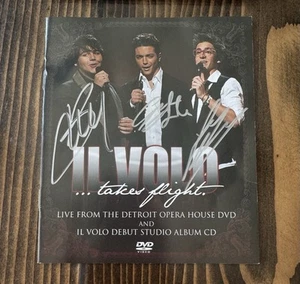 IL VOLO
...takes flight.
LIVE FROM THE DETROIT OPERA HOUSE DVD
AND
IL VOLO DEBUT STUDIO ALBUM CD
DVD
VIDEO